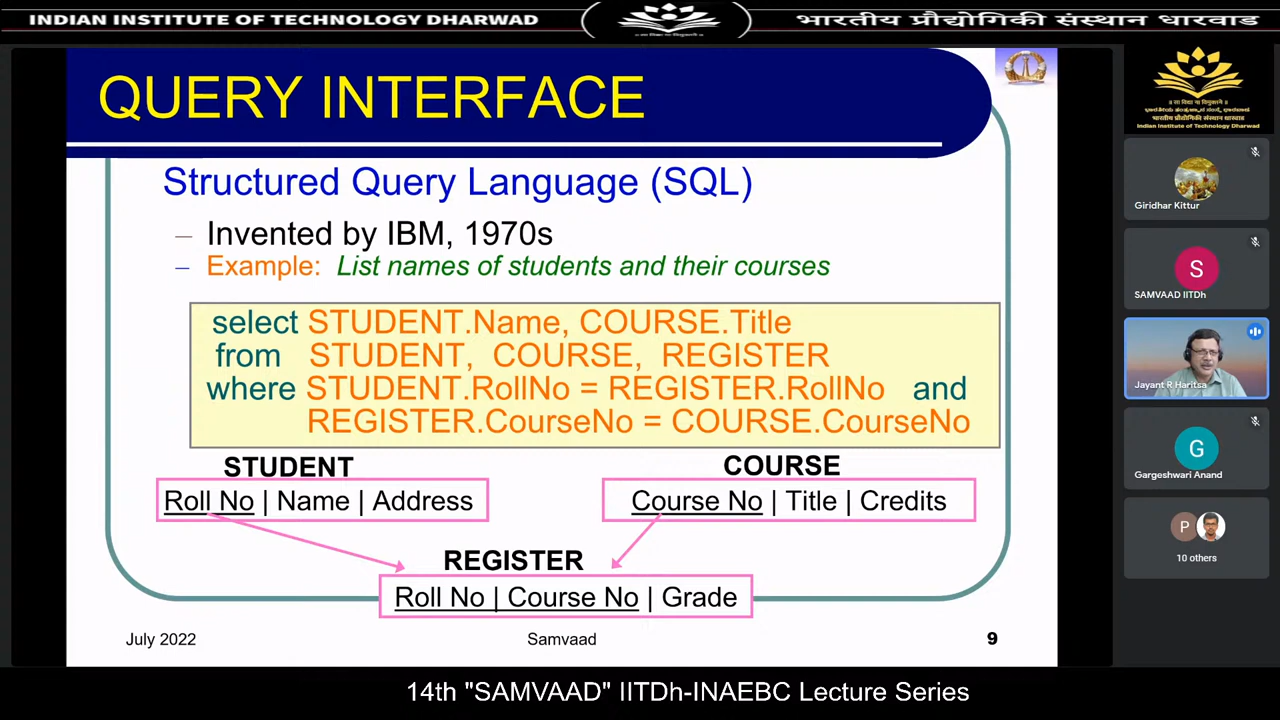 INDIAN INSTITUTE OF TECHNOLOGY DHARWAD
भारतीय प्रौद्योगिकी संस्थान धारवाड
QUERY INTERFACE
Structured Query Language (SQL)
– Invented by IBM, 1970s
– Example: List names of students and their courses
select STUDENT.Name, COURSE.Title
from STUDENT, COURSE, REGISTER
where STUDENT.RollNo = REGISTER.RollNo and
REGISTER.CourseNo = COURSE.CourseNo
STUDENT
Roll No | Name | Address
COURSE
Course No | Title | Credits
REGISTER
Roll No | Course No | Grade
July 2022
Samvaad
9
भारतीय प्रौद्योगिकी संस्थान धारवाड
Indian Institute of Technology Dharwad
Giridhar Kittur
S
SAMVAAD IITDh
Jayant R Haritsa
G
Gargeshwari Anand
P
10 others
14th "SAMVAAD" IITDh-INAEBC Lecture Series